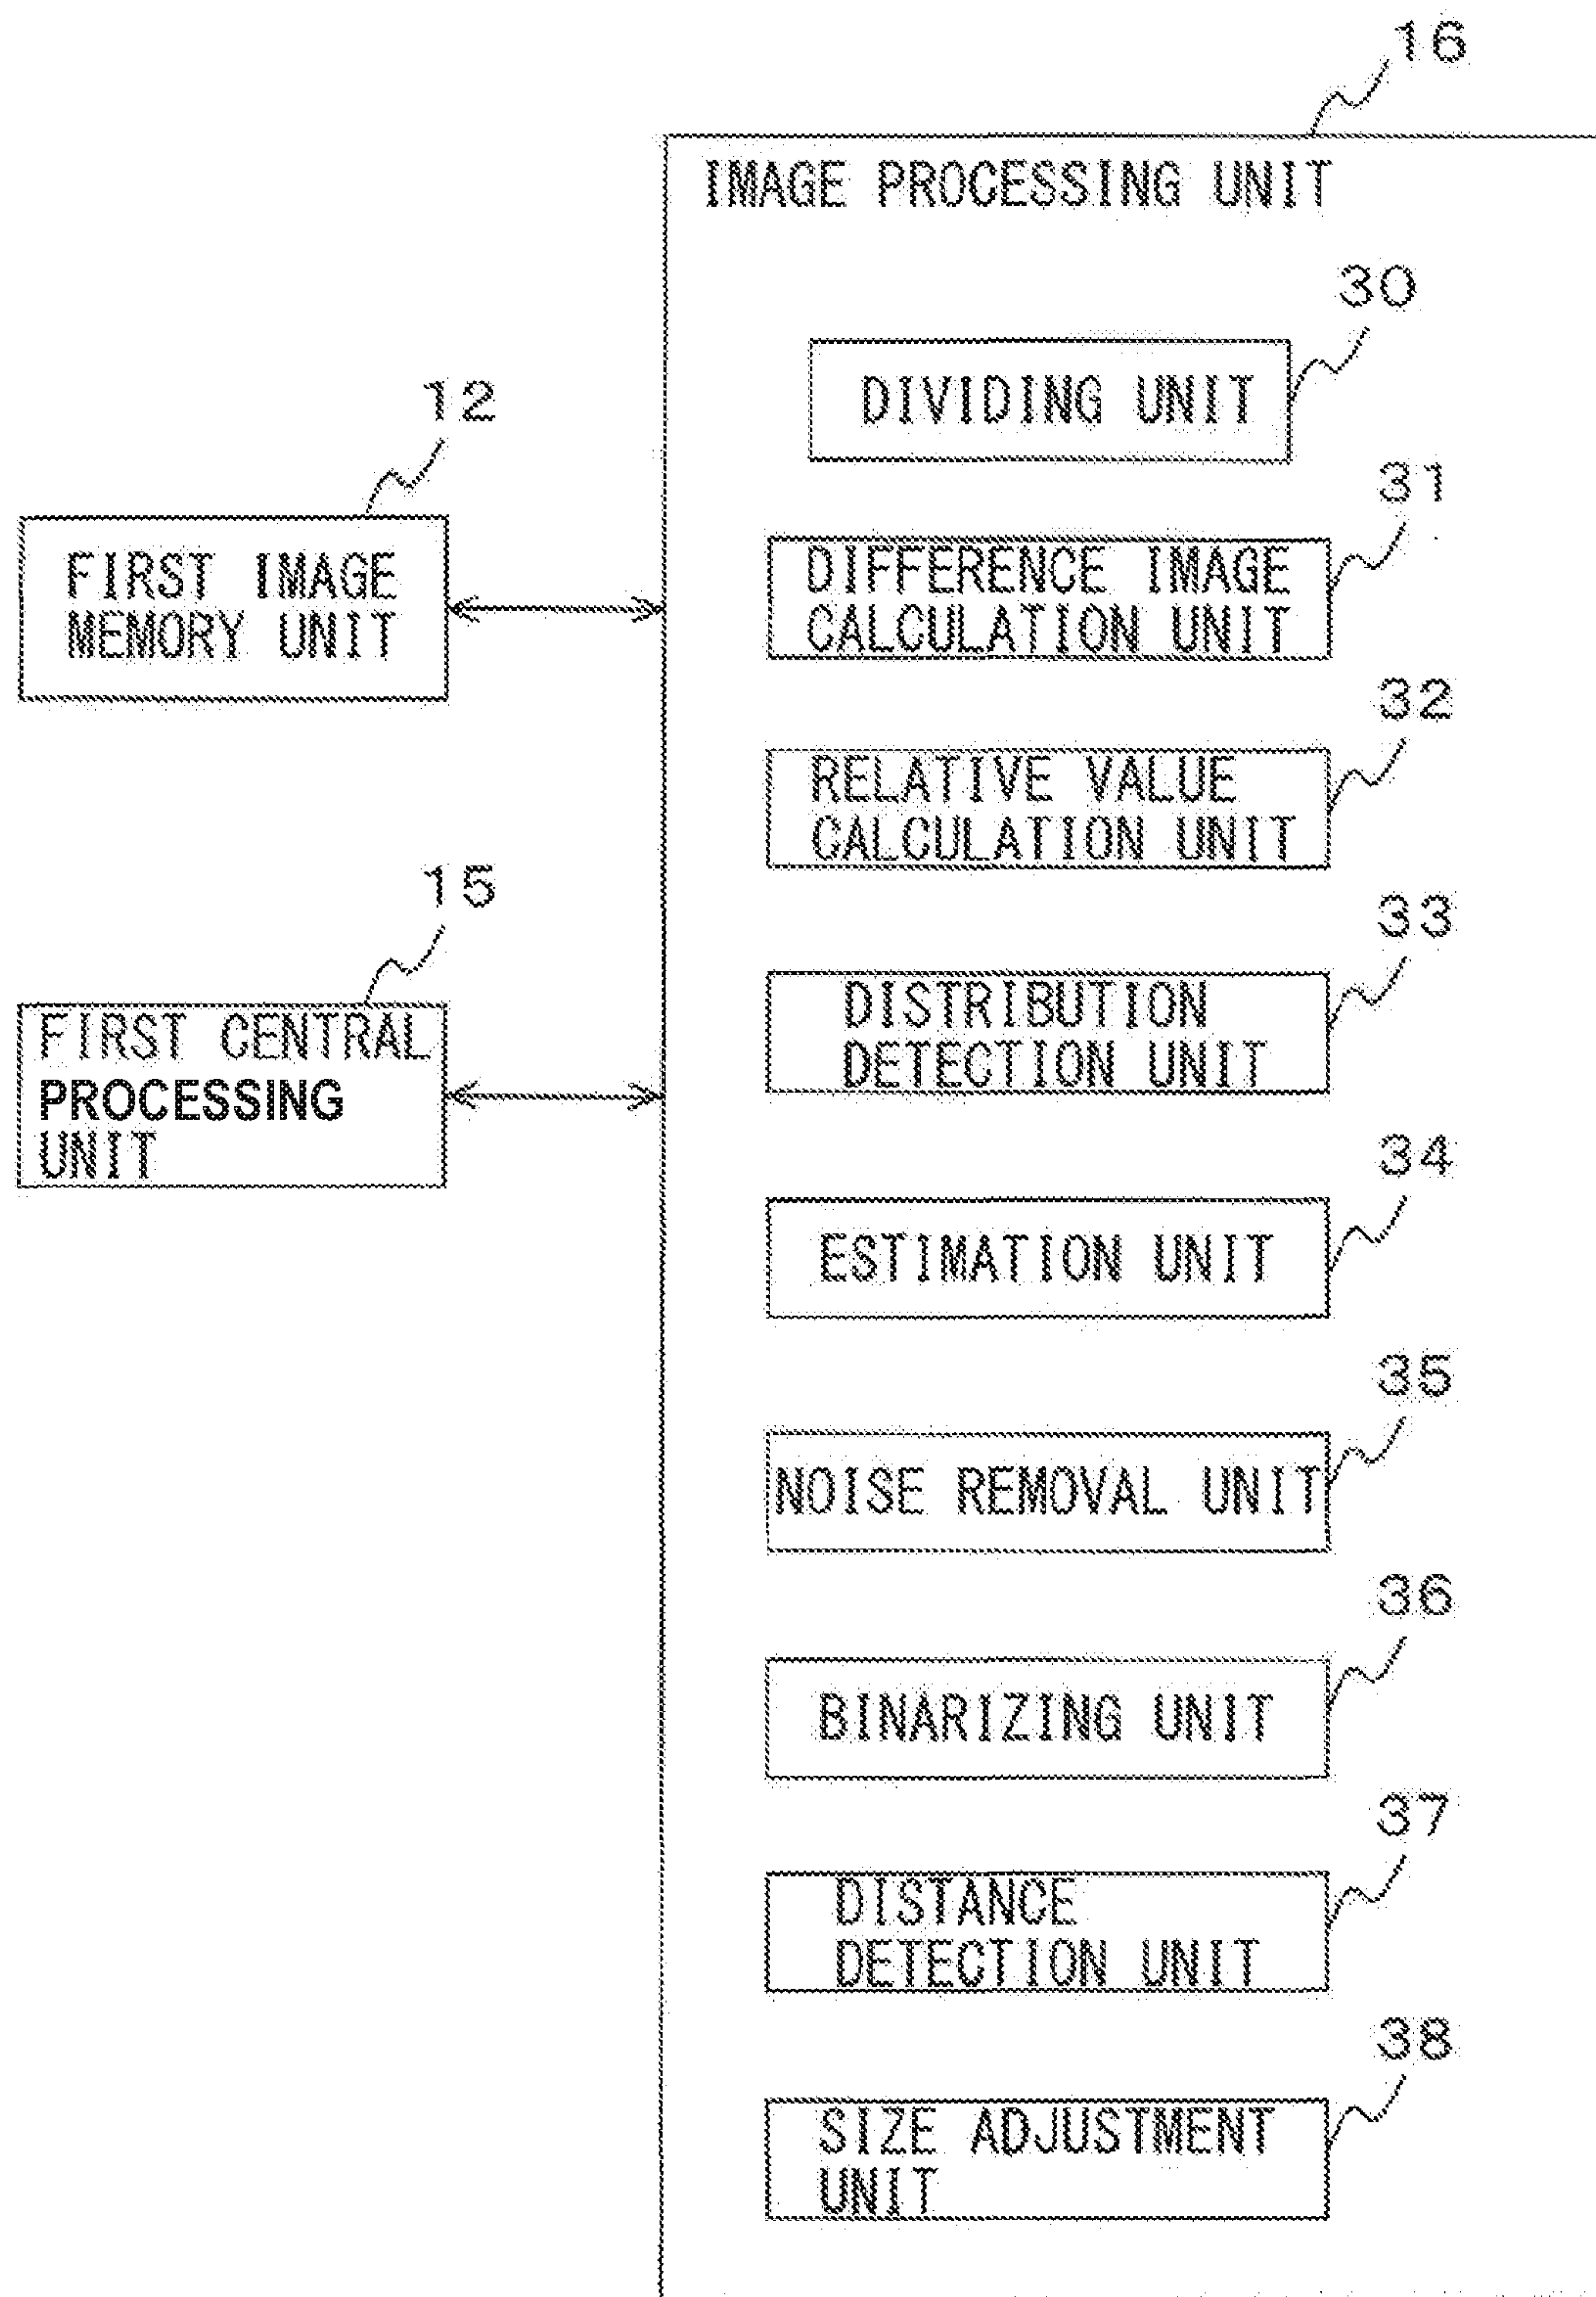 16
IMAGE PROCESSING UNIT
30
DIVIDING UNIT
12
FIRST IMAGE
MEMORY UNIT
31
DIFFERENCE IMAGE
CALCULATION UNIT
32
RELATIVE VALUE
CALCULATION UNIT
15
FIRST CENTRAL
PROCESSING
UNIT
33
DISTRIBUTION
DETECTION UNIT
34
ESTIMATION UNIT
35
NOISE REMOVAL UNIT
36
BINARIZING UNIT
37
DISTANCE
DETECTION UNIT
38
SIZE ADJUSTMENT
UNIT